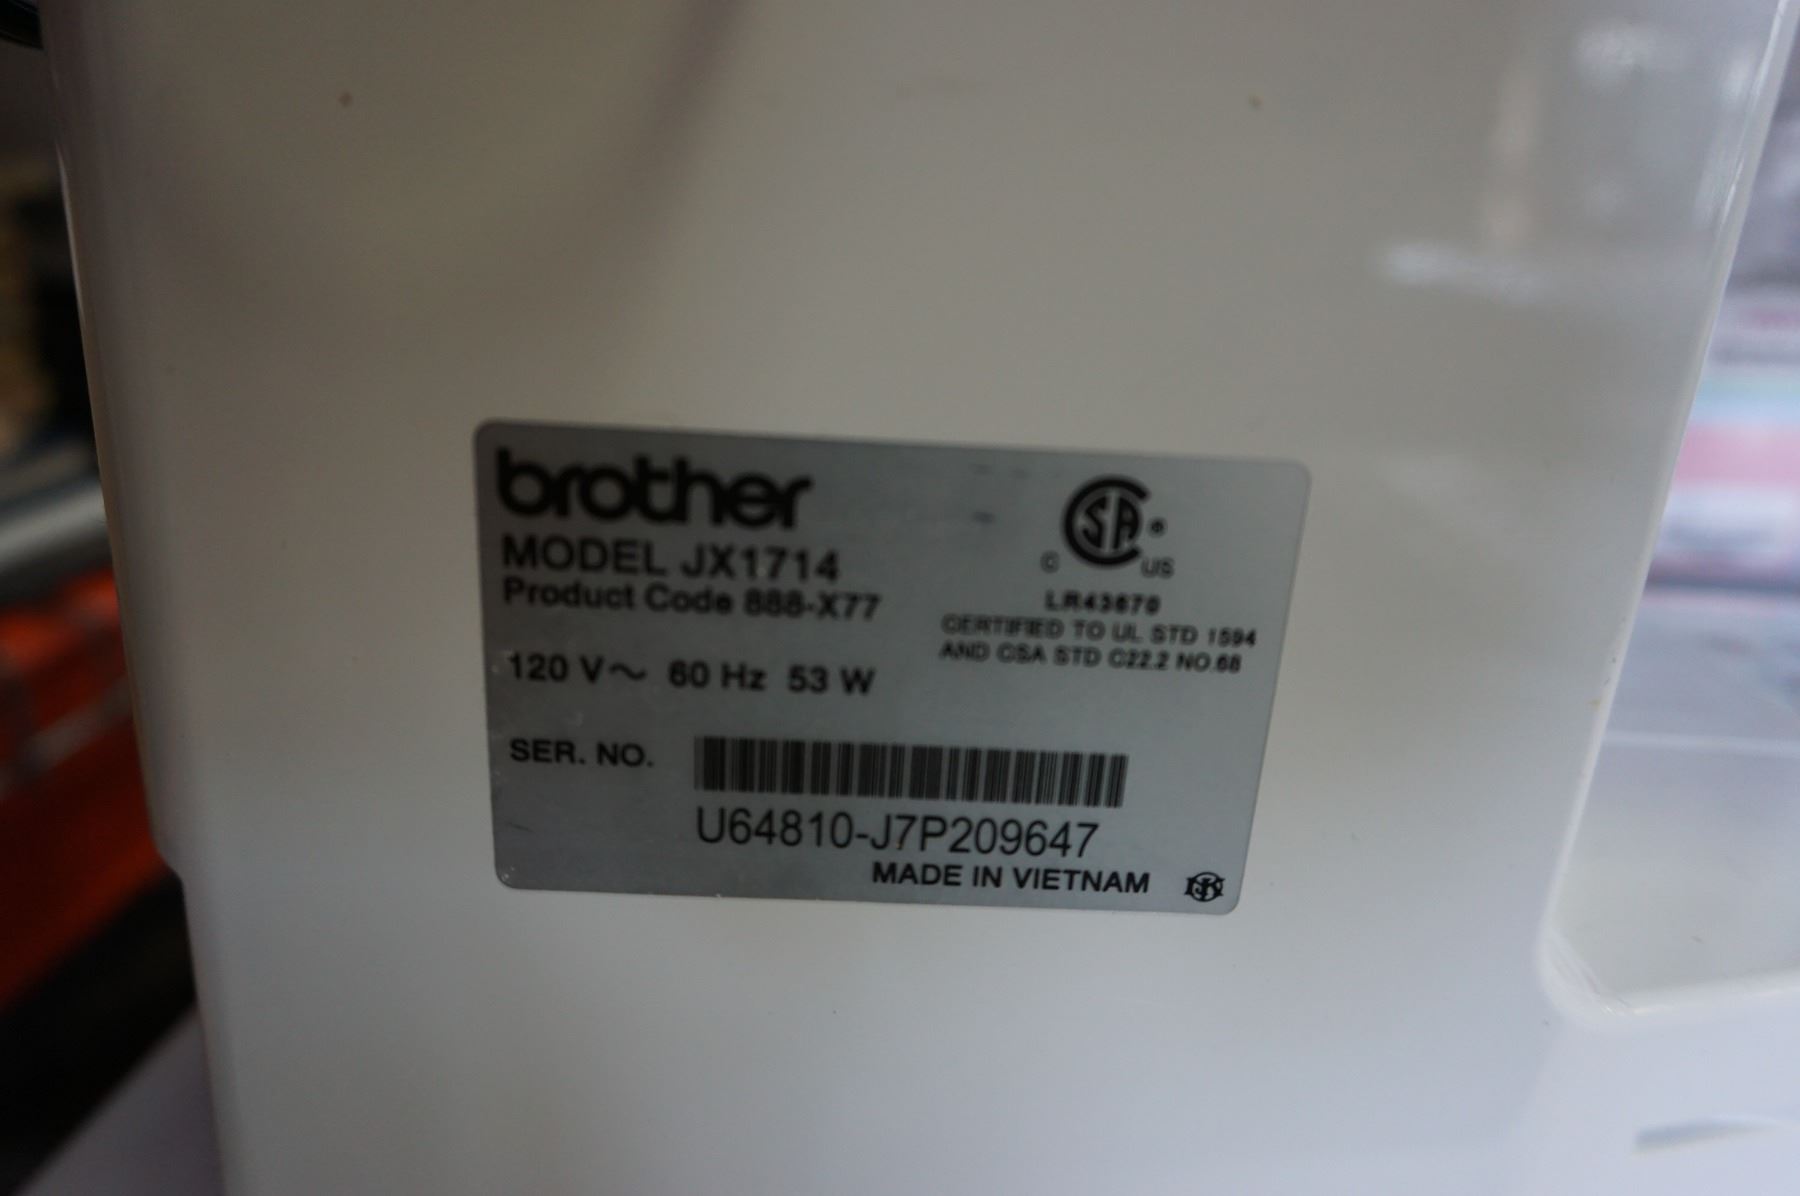 brother
MODEL JX1714
Product Code 888-X77
120 V~ 60 Hz 53 W
SA
C US
LR43670
CERTIFIED TO UL STD 1594
AND CSA STD C22.2 NO.68
SER. NO.
U64810-J7P209647
MADE IN VIETNAM